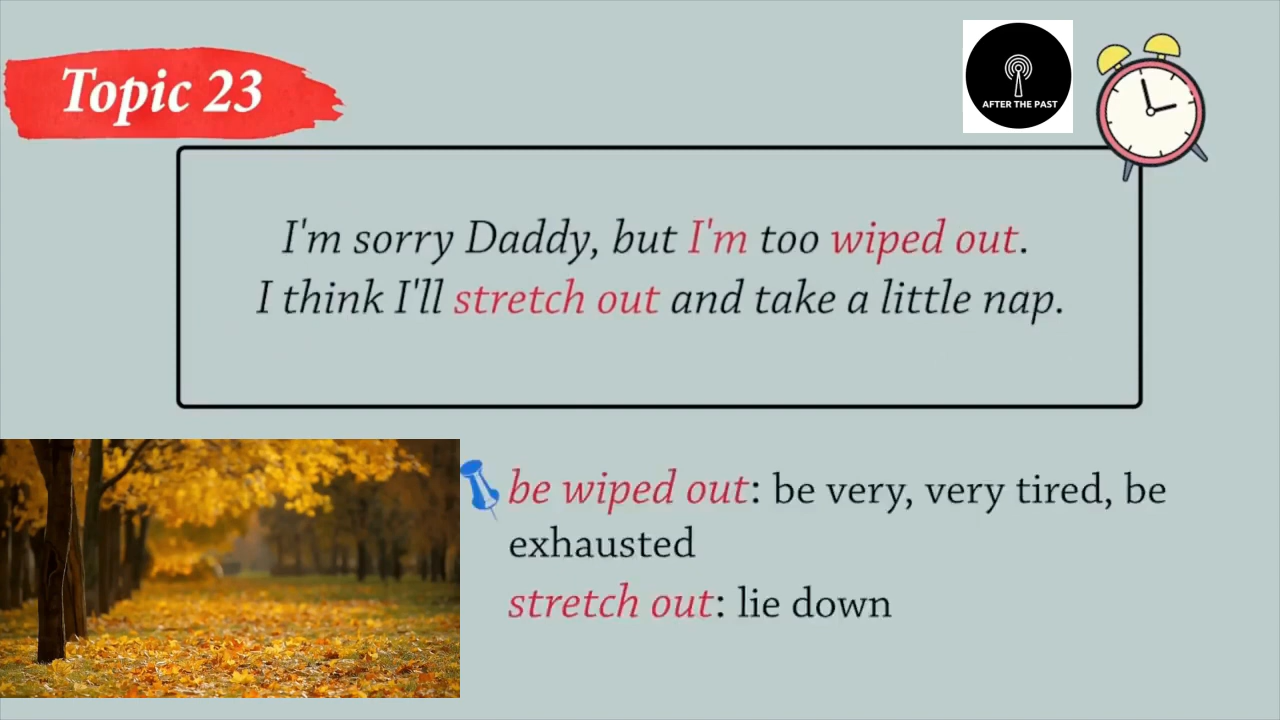 Topic 23
AFTER THE PAST
I'm sorry Daddy, but I'm too wiped out.
I think I'll stretch out and take a little nap.
be wiped out: be very, very tired, be
exhausted
stretch out: lie down